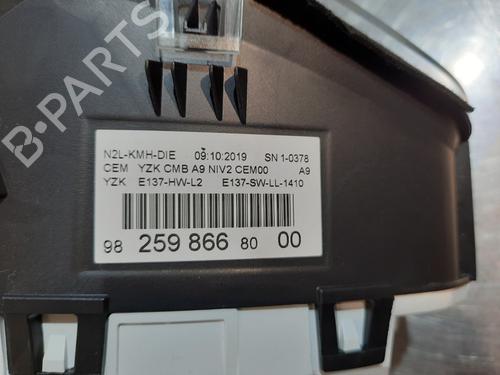 N2L-KMH-DIE 09:10:2019 SN 1-0378
CEM YZK CMB A9 NIV2 CEM00 A9
YZK E137-HW-L2 E137-SW-LL-1410
98 259 866 80 00
B-PARTS